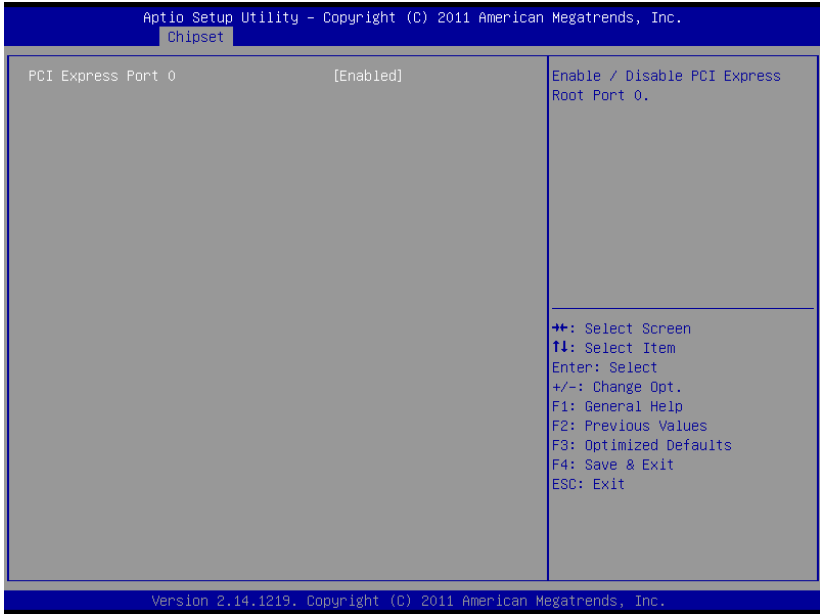 Aptio Setup Utility – Copyright (C) 2011 American Megatrends, Inc.
Chipset
PCI Express Port 0 [Enabled]
Enable / Disable PCI Express
Root Port 0.
→←: Select Screen
↑↓: Select Item
Enter: Select
+/-: Change Opt.
F1: General Help
F2: Previous Values
F3: Optimized Defaults
F4: Save & Exit
ESC: Exit
Version 2.14.1219. Copyright (C) 2011 American Megatrends, Inc.